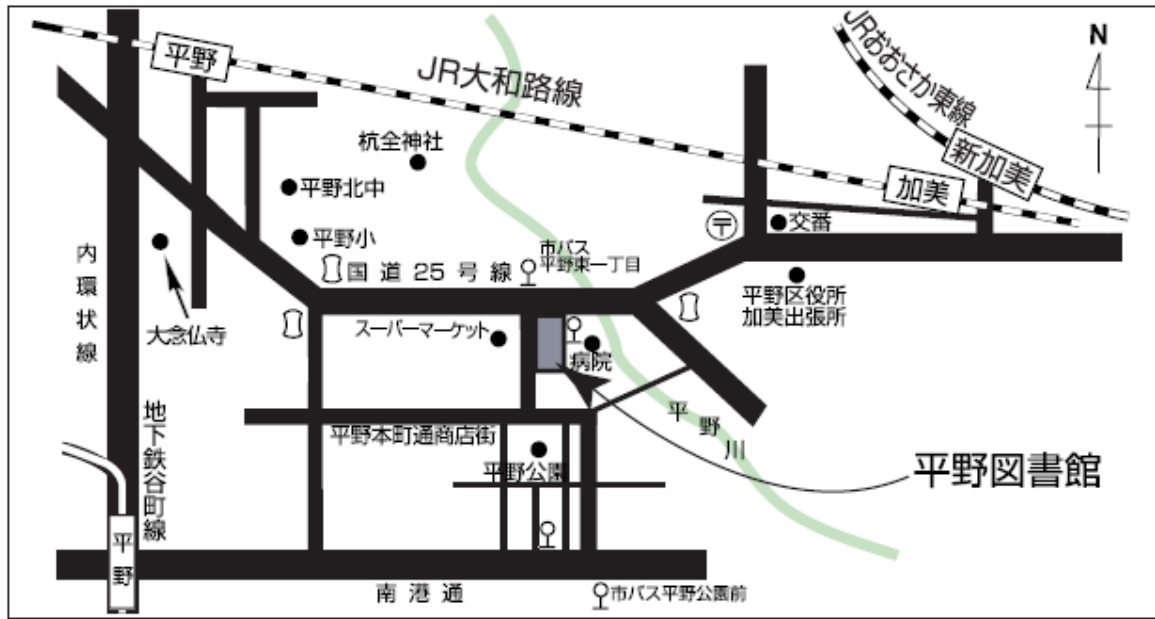 平野
JR大和路線
JRおおさか東線
N
新加美
加美
杭全神社
平野北中
平野小
〒
交番
市バス
平野東一丁目
国道25号線
内環状線
大念仏寺
スーパーマーケット
病院
平野区役所
加美出張所
地下鉄谷町線
平野本町通商店街
平野川
平野公園
平野図書館
平野
南港通
市バス平野公園前